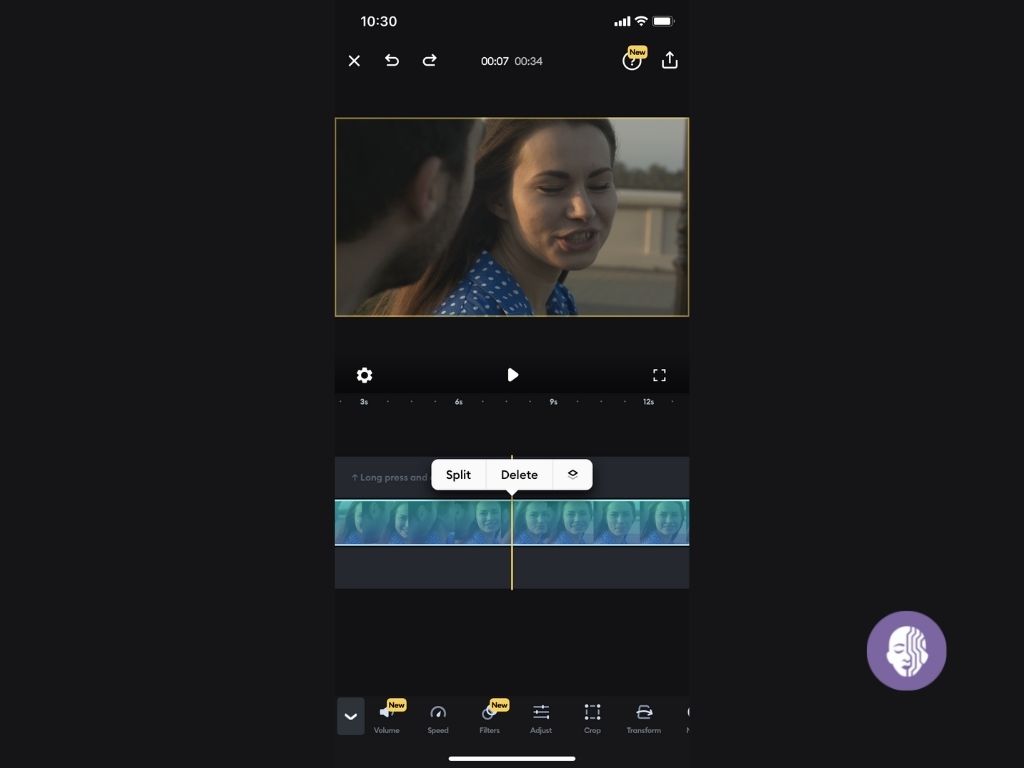 10:30
New
00:07 00:34
3s 6s 9s 12s
↑ Long press and
Split Delete
New New
Volume Speed Filters Adjust Crop Transform